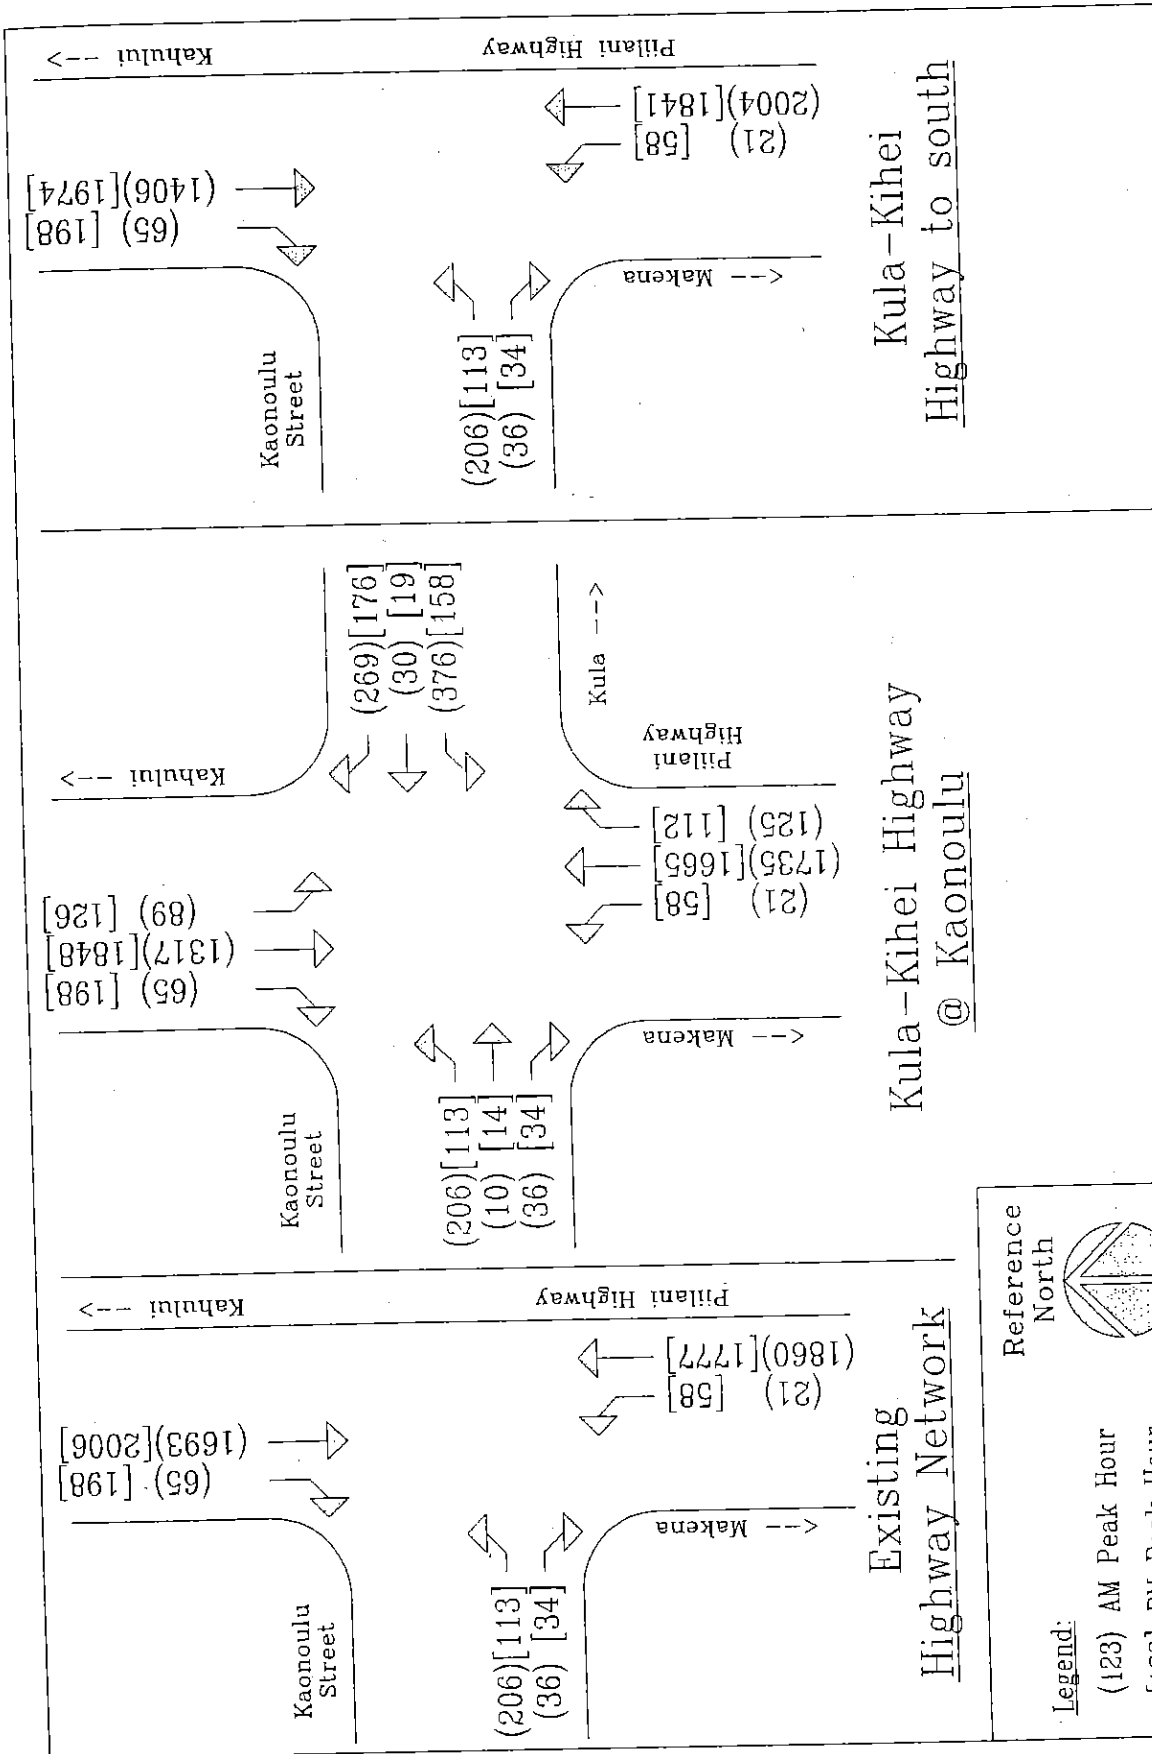 Kaonoulu
Street
(65) [198]
(1693)[2006]
Kahului -->
(206)[113]
(36) [34]
(21) [58]
(1860)[1777]
<-- Makena
Piilani Highway
Existing
Highway Network
Kaonoulu
Street
(65) [198]
(1317)[1848]
(89) [126]
Kahului -->
(206)[113]
(10) [14]
(36) [34]
(269)[176]
(30) [19]
(376)[158]
(21) [58]
(1735)[1665]
(125) [112]
<-- Makena
Piilani
Highway
Kula -->
Kula-Kihei Highway
@ Kaonoulu
Kaonoulu
Street
(65) [198]
(1406)[1974]
Kahului -->
(206)[113]
(36) [34]
(21) [58]
(2004)[1841]
<-- Makena
Piilani Highway
Kula-Kihei
Highway to south
Legend:
(123) AM Peak Hour
Reference
North